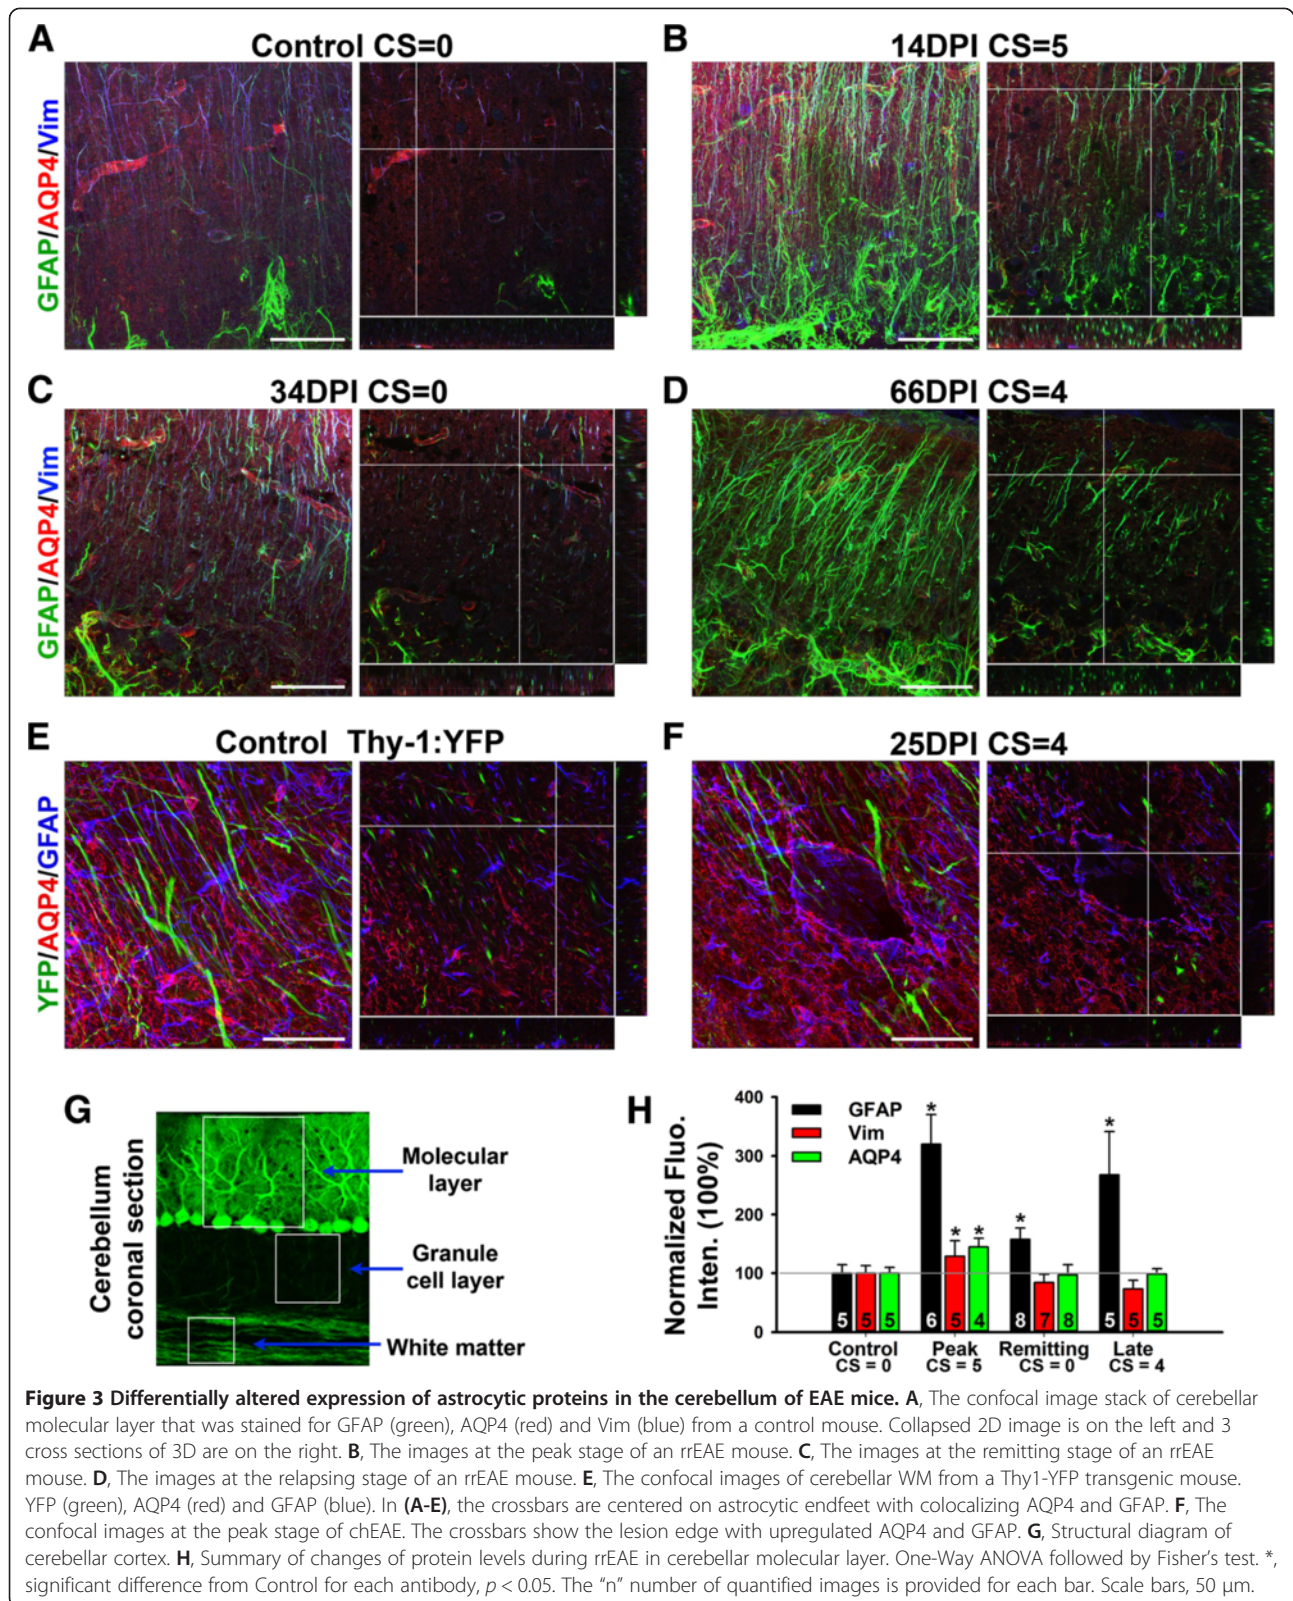 A
Control CS=0
B
14DPI CS=5
GFAP/AQP4/Vim
C
34DPI CS=0
D
66DPI CS=4
GFAP/AQP4/Vim
E
Control Thy-1:YFP
F
25DPI CS=4
YFP/AQP4/GFAP
G
Cerebellum
coronal section
Molecular
layer
Granule
cell layer
White matter
H
Normalized Fluo.
Inten. (100%)
400
300
200
100
0
GFAP
Vim
AQP4
*
* *
*
*
5 5 5 6 5 4 8 7 8 5 5 5
Control Peak Remitting Late
CS = 0 CS = 5 CS = 0 CS = 4
Figure 3 Differentially altered expression of astrocytic proteins in the cerebellum of EAE mice. A, The confocal image stack of cerebellar
molecular layer that was stained for GFAP (green), AQP4 (red) and Vim (blue) from a control mouse. Collapsed 2D image is on the left and 3
cross sections of 3D are on the right. B, The images at the peak stage of an rrEAE mouse. C, The images at the remitting stage of an rrEAE
mouse. D, The images at the relapsing stage of an rrEAE mouse. E, The confocal images of cerebellar WM from a Thy1-YFP transgenic mouse.
YFP (green), AQP4 (red) and GFAP (blue). In (A-E), the crossbars are centered on astrocytic endfeet with colocalizing AQP4 and GFAP. F, The
confocal images at the peak stage of chEAE. The crossbars show the lesion edge with upregulated AQP4 and GFAP. G, Structural diagram of
cerebellar cortex. H, Summary of changes of protein levels during rrEAE in cerebellar molecular layer. One-Way ANOVA followed by Fisher's test. *,
significant difference from Control for each antibody, p < 0.05. The “n” number of quantified images is provided for each bar. Scale bars, 50 μm.